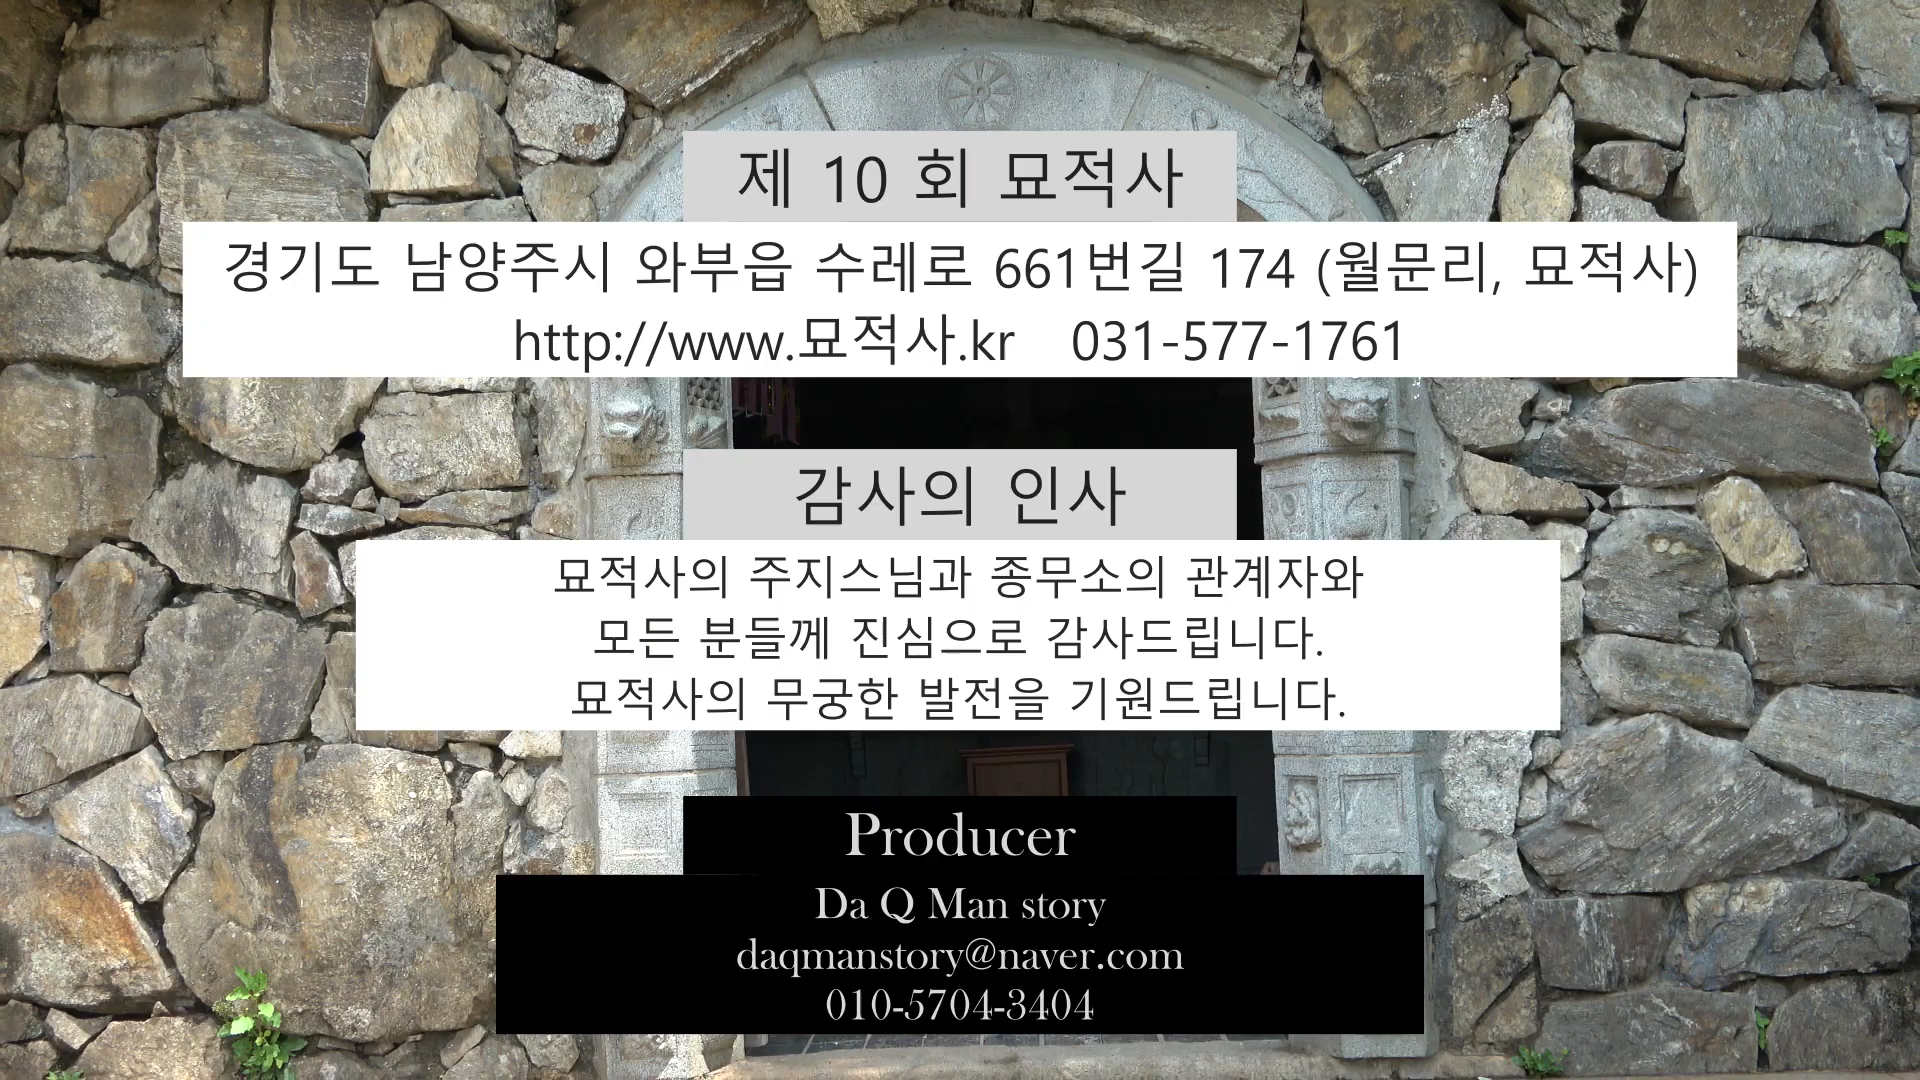 제 10 회 묘적사
경기도 남양주시 와부읍 수레로 661번길 174 (월문리, 묘적사)
http://www.묘적사.kr 031-577-1761
감사의 인사
묘적사의 주지스님과 종무소의 관계자와
모든 분들께 진심으로 감사드립니다.
묘적사의 무궁한 발전을 기원드립니다.
Producer
Da Q Man story
daqmanstory@naver.com
010-5704-3404